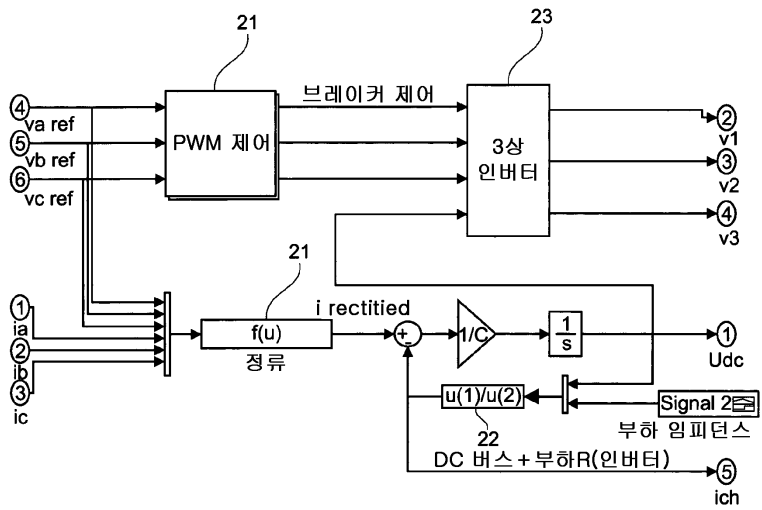 21
23
브레이커 제어
4
va ref
5
vb ref
6
vc ref
PWM 제어
3상
인버터
2
v1
3
v2
4
v3
21
1
ia
2
ib
3
ic
f(u)
정류
i rectitied
+
-
1/C
1
s
1
Udc
u(1)/u(2)
22
Signal 2
부하 임피던스
DC 버스+부하R(인버터)
5
ich